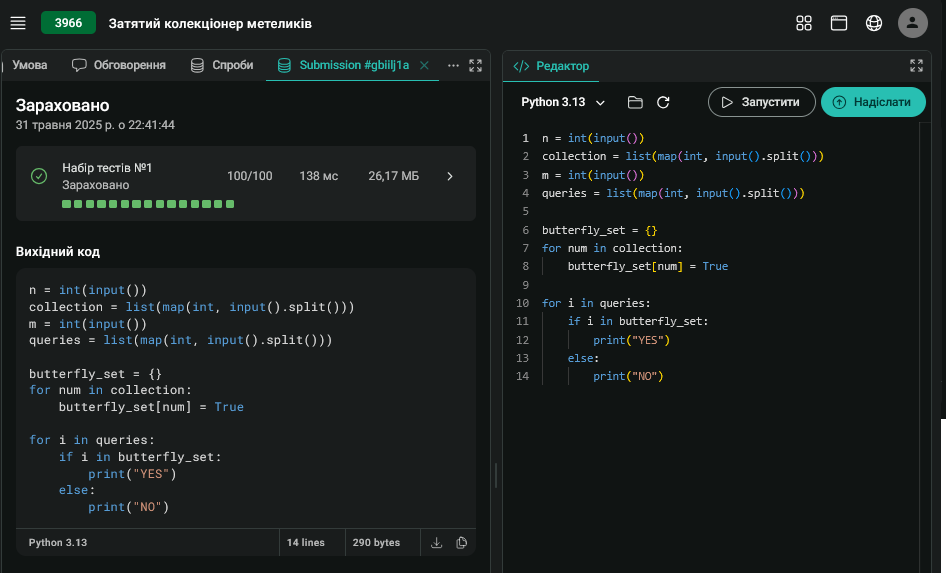 3966 Затятий колекціонер метеликів
Умова Обговорення Спроби Submission #gbiilj1a
Зараховано
31 травня 2025 р. о 22:41:44
Набір тестів №1
Зараховано
100/100 138 мс 26,17 МБ
Вихідний код
n = int(input())
collection = list(map(int, input().split()))
m = int(input())
queries = list(map(int, input().split()))
butterfly_set = {}
for num in collection:
    butterfly_set[num] = True
for i in queries:
    if i in butterfly_set:
        print("YES")
    else:
        print("NO")
Python 3.13 14 lines 290 bytes
</> Редактор
Python 3.13 Запустити Надіслати
1 n = int(input())
2 collection = list(map(int, input().split()))
3 m = int(input())
4 queries = list(map(int, input().split()))
5
6 butterfly_set = {}
7 for num in collection:
8     butterfly_set[num] = True
9
10 for i in queries:
11     if i in butterfly_set:
12         print("YES")
13     else:
14         print("NO")